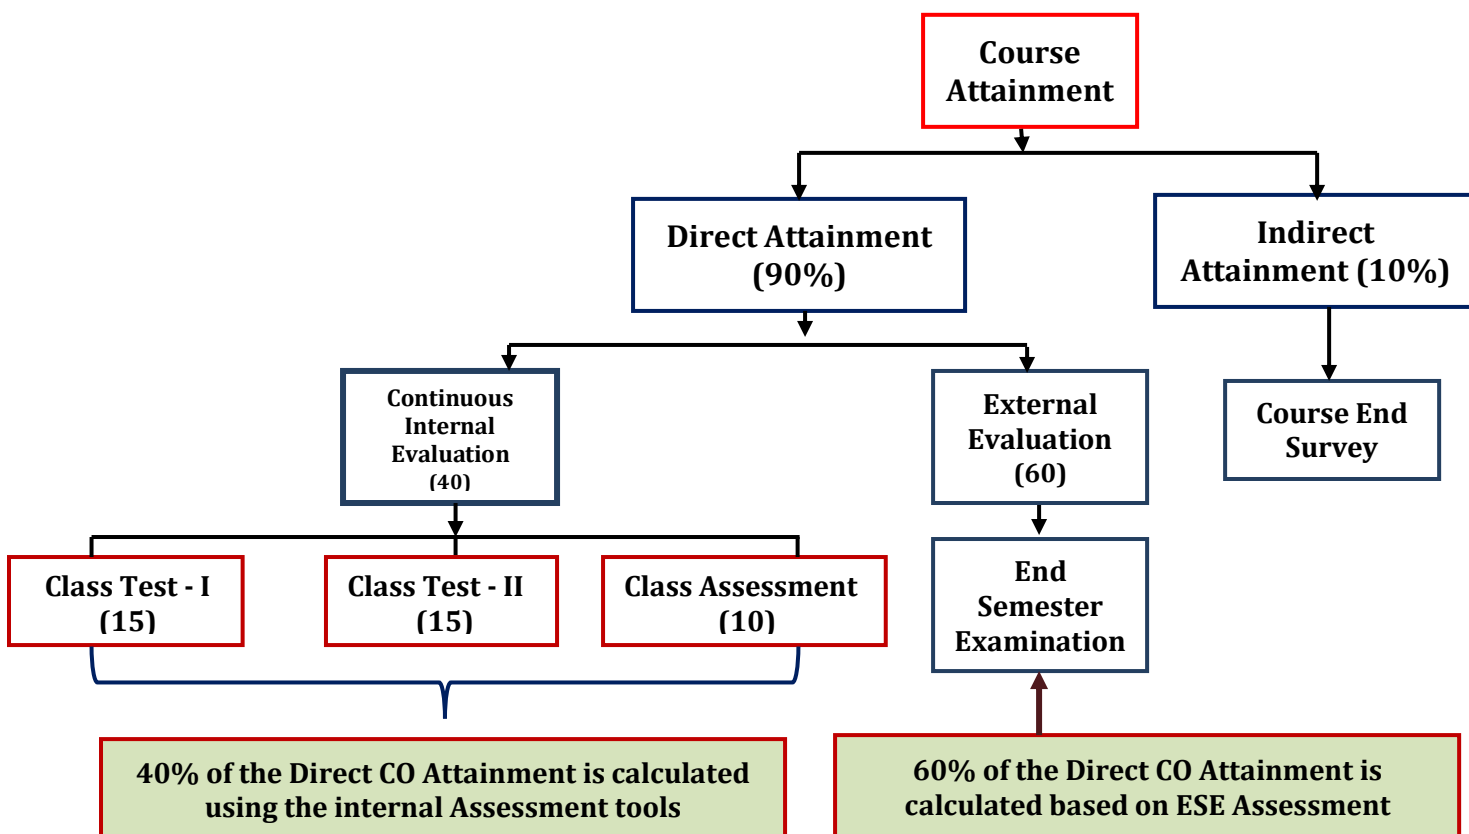 Course
Attainment
Direct Attainment
(90%)
Indirect
Attainment (10%)
Continuous
Internal
Evaluation
(40)
External
Evaluation
(60)
Course End
Survey
Class Test - I
(15)
Class Test - II
(15)
Class Assessment
(10)
End
Semester
Examination
40% of the Direct CO Attainment is calculated
using the internal Assessment tools
60% of the Direct CO Attainment is
calculated based on ESE Assessment